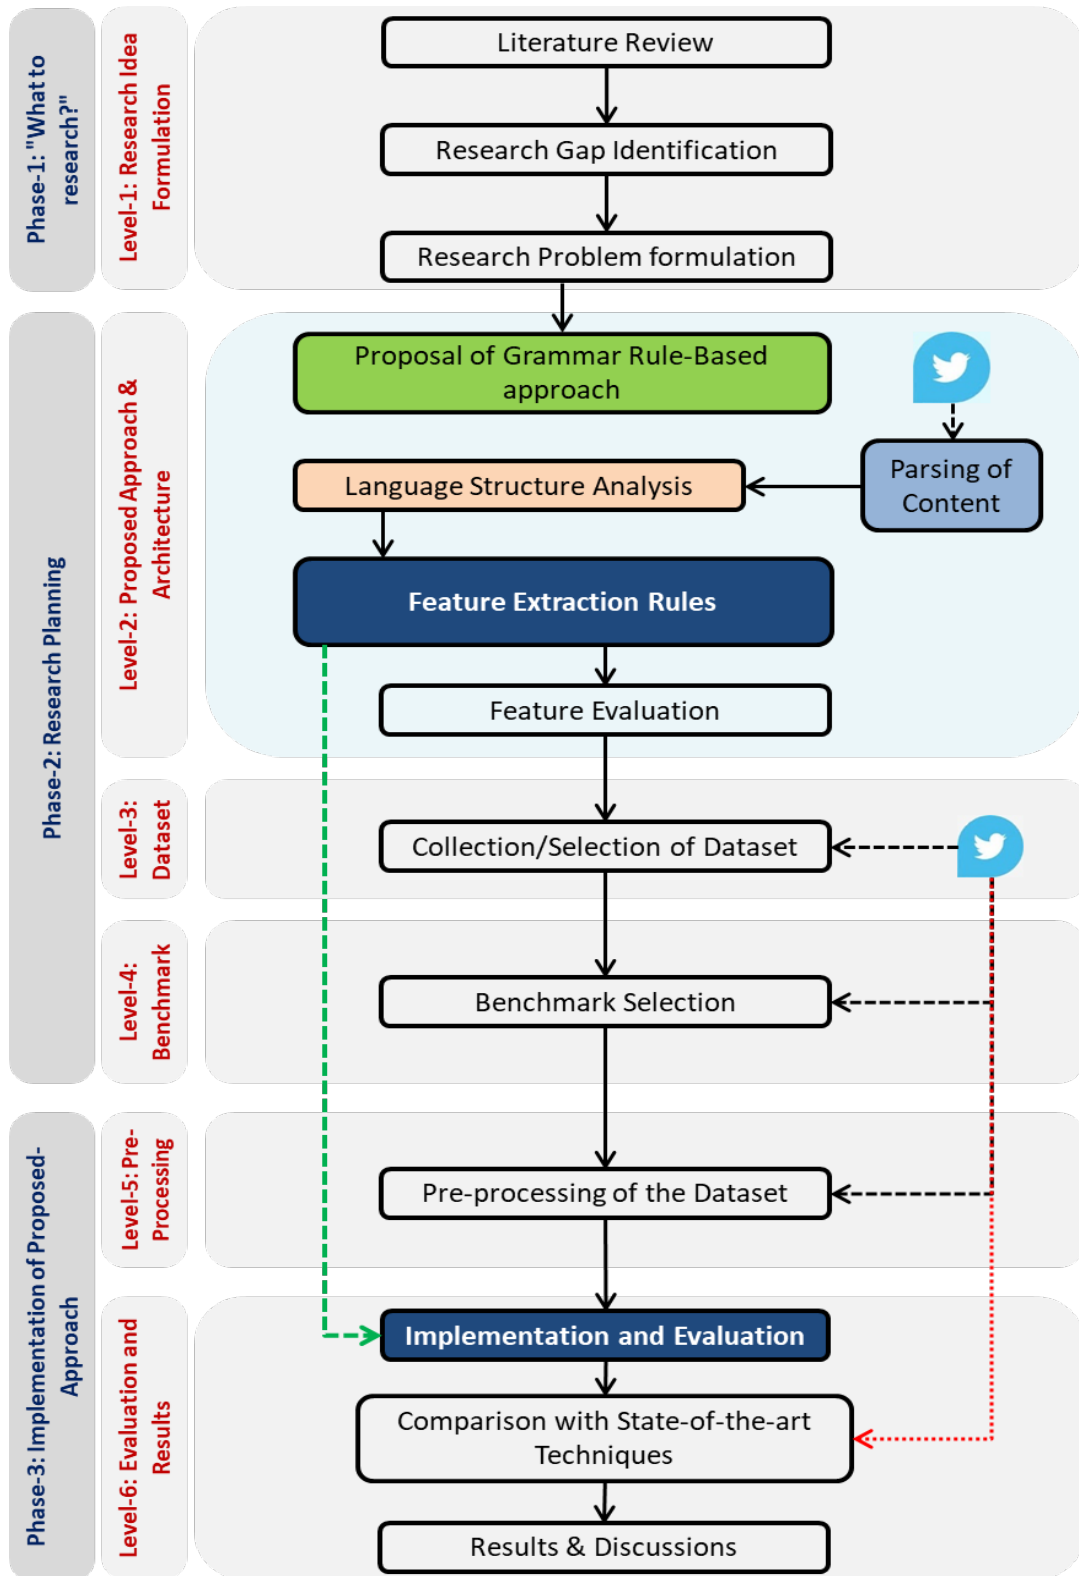 Phase-1: "What to
research?"
Level-1: Research Idea
Formulation
Literature Review
Research Gap Identification
Research Problem formulation
Phase-2: Research Planning
Level-2: Proposed Approach &
Architecture
Proposal of Grammar Rule-Based
approach
Parsing of
Content
Language Structure Analysis
Feature Extraction Rules
Feature Evaluation
Level-3:
Dataset
Collection/Selection of Dataset
Level-4:
Benchmark
Benchmark Selection
Phase-3: Implementation of Proposed-
Approach
Level-5: Pre-
Processing
Pre-processing of the Dataset
Level-6: Evaluation and
Results
Implementation and Evaluation
Comparison with State-of-the-art
Techniques
Results & Discussions